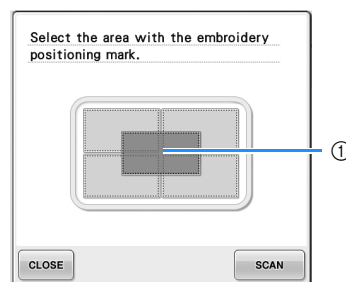 Select the area with the embroidery
positioning mark.
①
CLOSE
SCAN